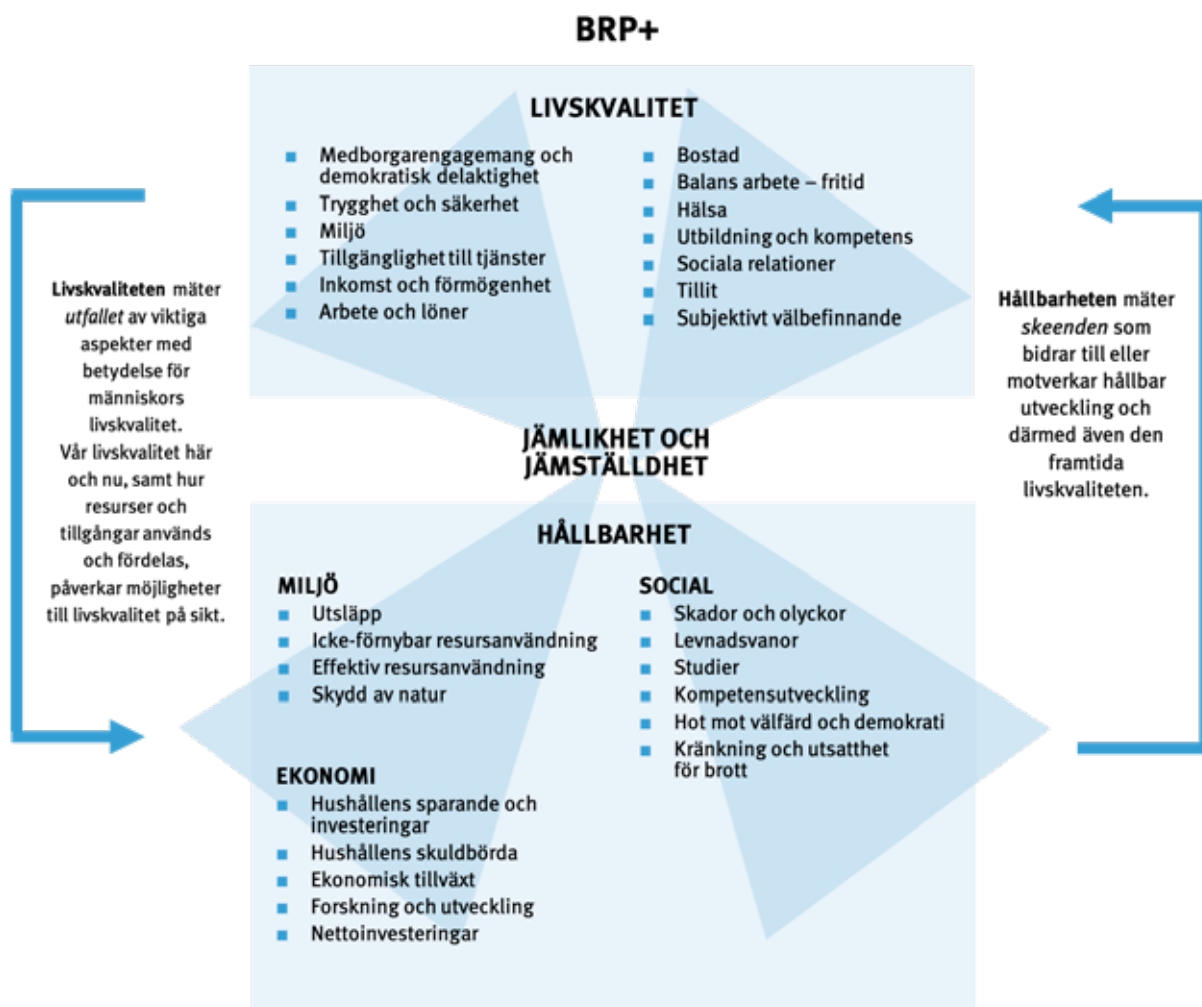 BRP+
LIVSKVALITET
Medborgarengagemang och
demokratisk delaktighet
Trygghet och säkerhet
Miljö
Tillgänglighet till tjänster
Inkomst och förmögenhet
Arbete och löner
Bostad
Balans arbete – fritid
Hälsa
Utbildning och kompetens
Sociala relationer
Tillit
Subjektivt välbefinnande
Livskvaliteten mäter
utfallet av viktiga
aspekter med
betydelse för
människors
livskvalitet.
Vår livskvalitet här
och nu, samt hur
resurser och
tillgångar används
och fördelas,
påverkar möjligheter
till livskvalitet på sikt.
Hållbarheten mäter
skeenden som
bidrar till eller
motverkar hållbar
utveckling och
därmed även den
framtida
livskvaliteten.
JÄMLIKHET OCH
JÄMSTÄLLDHET
HÅLLBARHET
MILJÖ
Utsläpp
Icke-förnybar resursanvändning
Effektiv resursanvändning
Skydd av natur
EKONOMI
Hushållens sparande och
investeringar
Hushållens skuldbörda
Ekonomisk tillväxt
Forskning och utveckling
Nettoinvesteringar
SOCIAL
Skador och olyckor
Levnadsvanor
Studier
Kompetensutveckling
Hot mot välfärd och demokrati
Kränkning och utsatthet
för brott